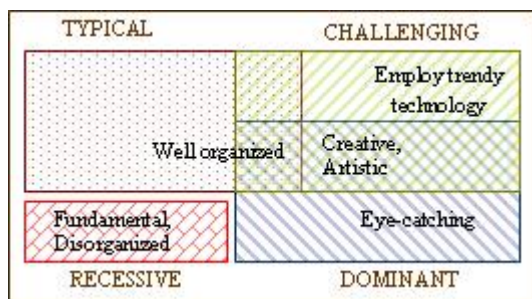 TYPICAL
CHALLENGING
Employ trendy
technology
Well organized
Creative,
Artistic
Fundamental,
Disorganized
Eye-catching
RECESSIVE
DOMINANT